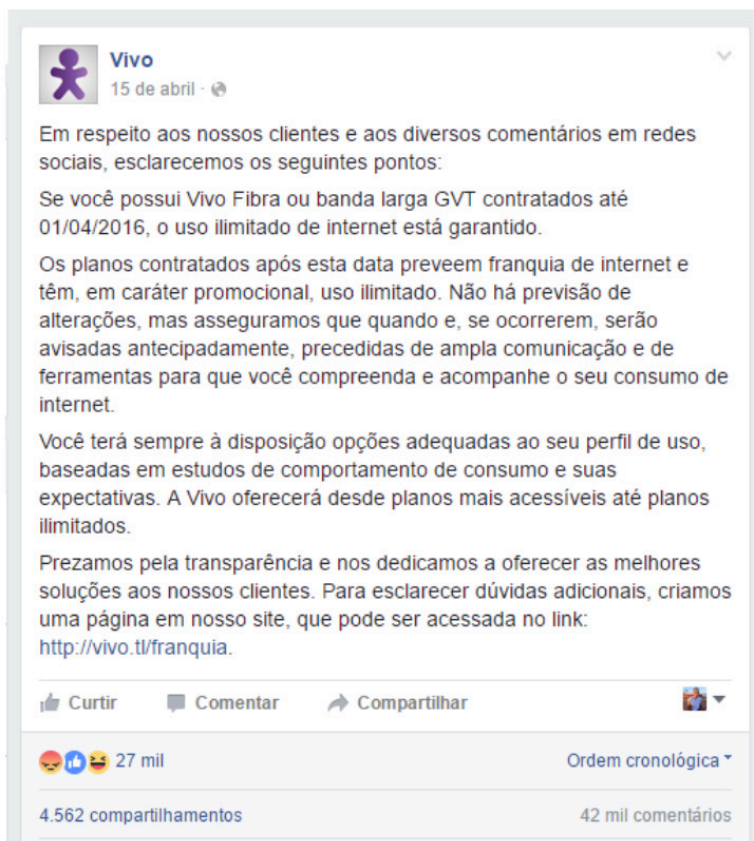 Vivo
15 de abril ·
Em respeito aos nossos clientes e aos diversos comentários em redes
sociais, esclarecemos os seguintes pontos:
Se você possui Vivo Fibra ou banda larga GVT contratados até
01/04/2016, o uso ilimitado de internet está garantido.
Os planos contratados após esta data preveem franquia de internet e
têm, em caráter promocional, uso ilimitado. Não há previsão de
alterações, mas asseguramos que quando e, se ocorrerem, serão
avisadas antecipadamente, precedidas de ampla comunicação e de
ferramentas para que você compreenda e acompanhe o seu consumo de
internet.
Você terá sempre à disposição opções adequadas ao seu perfil de uso,
baseadas em estudos de comportamento de consumo e suas
expectativas. A Vivo oferecerá desde planos mais acessíveis até planos
ilimitados.
Prezamos pela transparência e nos dedicamos a oferecer as melhores
soluções aos nossos clientes. Para esclarecer dúvidas adicionais, criamos
uma página em nosso site, que pode ser acessada no link:
http://vivo.tl/franquia.
Curtir Comentar Compartilhar
27 mil Ordem cronológica
4.562 compartilhamentos 42 mil comentários